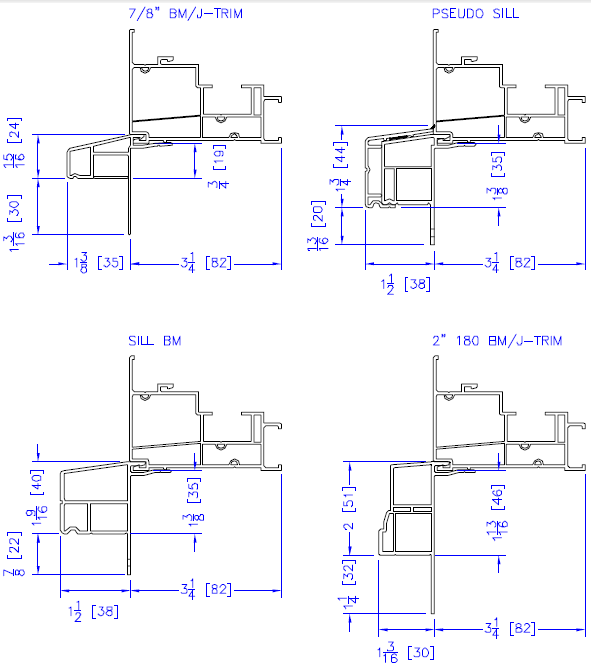 7/8" BM/J-TRIM
15/16 [24]
1 3/16 [30]
3/4 [19]
1 3/8 [35]
3 1/4 [82]
PSEUDO SILL
1 3/4 [44]
13/16 [20]
1 3/8 [35]
1 1/2 [38]
3 1/4 [82]
SILL BM
1 9/16 [40]
7/8 [22]
1 3/8 [35]
1 1/2 [38]
3 1/4 [82]
2" 180 BM/J-TRIM
2 [51]
1 1/4 [32]
1 13/16 [46]
1 3/16 [30]
3 1/4 [82]